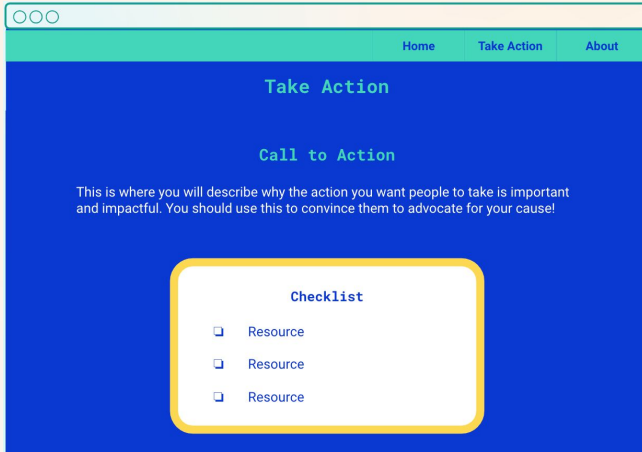 Home Take Action About
Take Action
Call to Action
This is where you will describe why the action you want people to take is important
and impactful. You should use this to convince them to advocate for your cause!
Checklist
❏ Resource
❏ Resource
❏ Resource